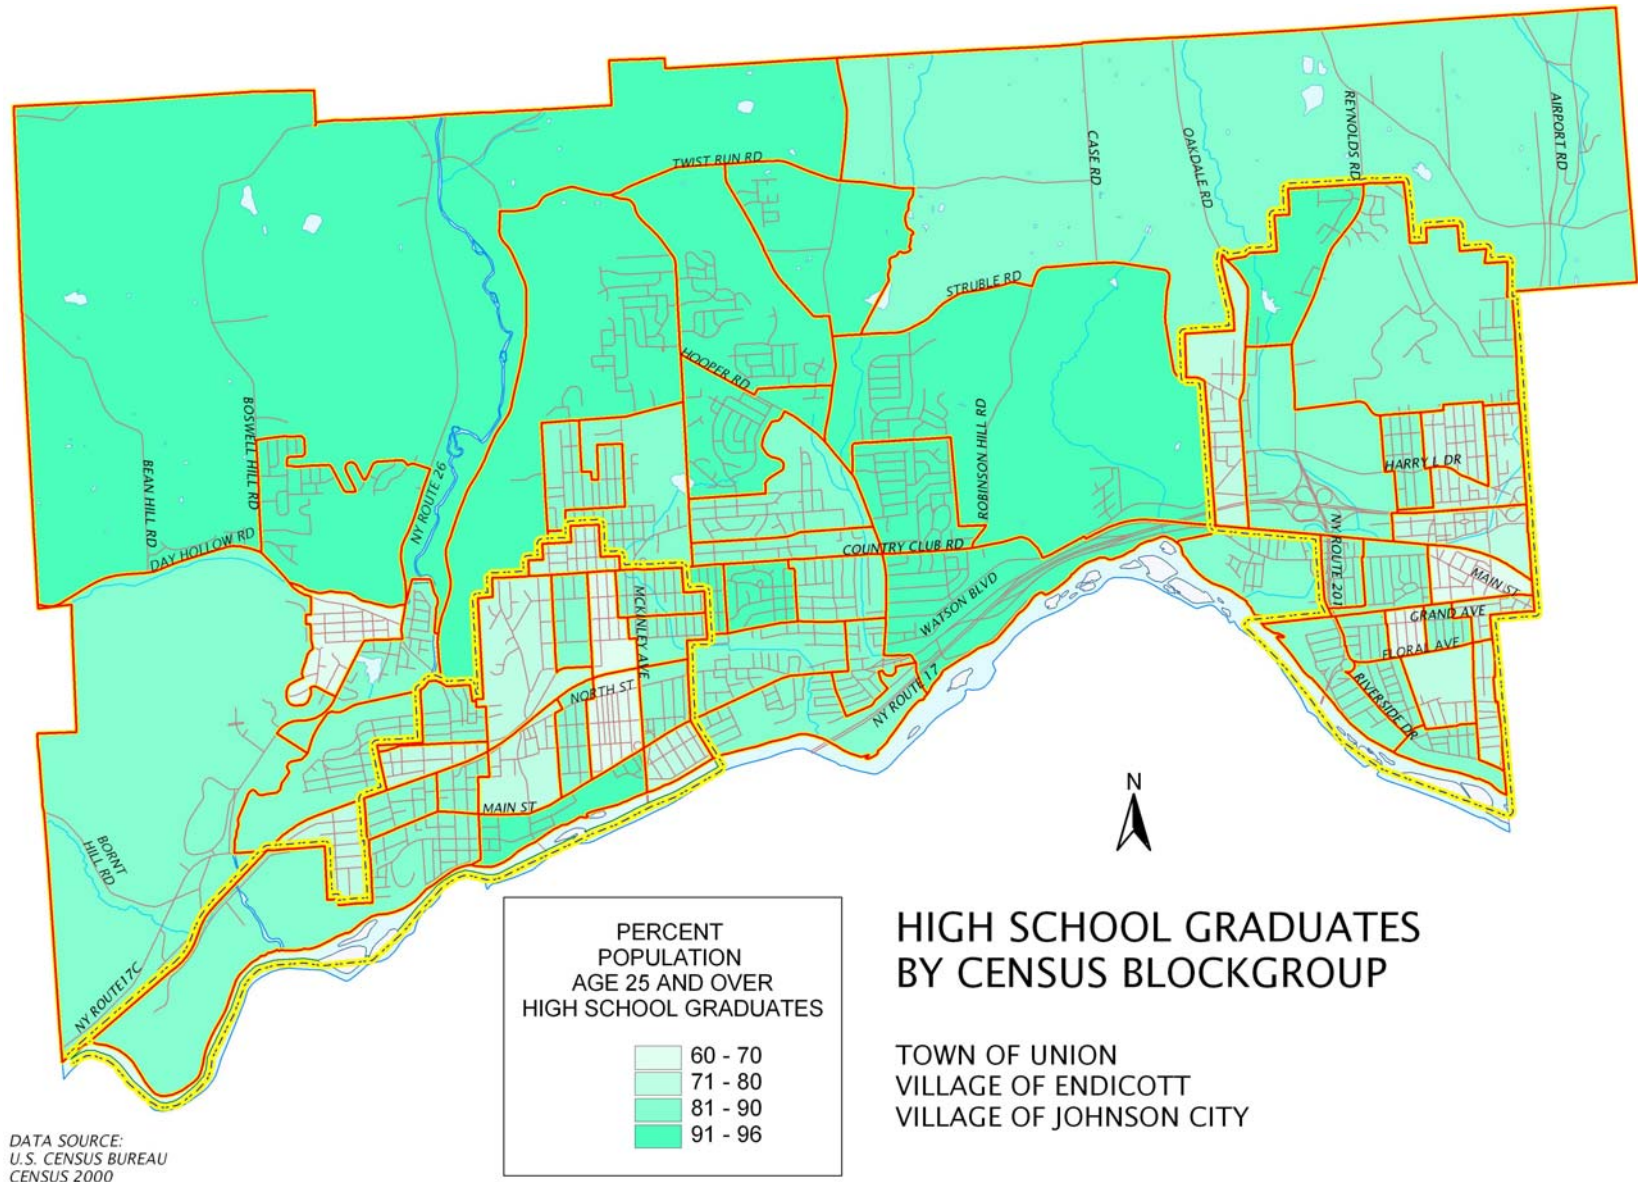 TWIST RUN RD
CASE RD
OAKDALE RD
REYNOLDS RD
AIRPORT RD
STRUBLE RD
HOOPER RD
ROBINSON HILL RD
BOSWELL HILL RD
BEAN HILL RD
NY ROUTE 26
DAY HOLLOW RD
HARRY L DR
COUNTRY CLUB RD
NY ROUTE 201
MAIN ST
WATSON BLVD
MCKINLEY AVE
GRAND AVE
FLORAL AVE
NORTH ST
NY ROUTE 17
RIVERSIDE DR
MAIN ST
BORNT
HILL RD
NY ROUTE17C
N
PERCENT
POPULATION
AGE 25 AND OVER
HIGH SCHOOL GRADUATES
60 - 70
71 - 80
81 - 90
91 - 96
HIGH SCHOOL GRADUATES
BY CENSUS BLOCKGROUP
TOWN OF UNION
VILLAGE OF ENDICOTT
VILLAGE OF JOHNSON CITY
DATA SOURCE:
U.S. CENSUS BUREAU
CENSUS 2000